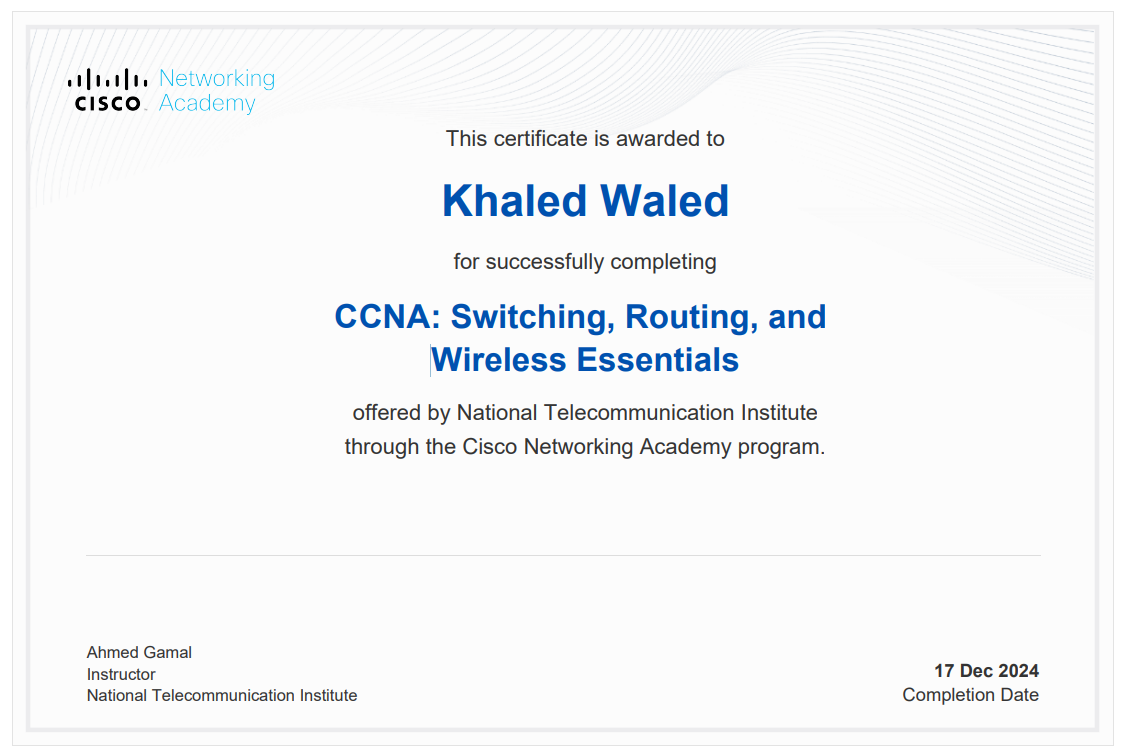 Networking
CISCO Academy
This certificate is awarded to
Khaled Waled
for successfully completing
CCNA: Switching, Routing, and
Wireless Essentials
offered by National Telecommunication Institute
through the Cisco Networking Academy program.
Ahmed Gamal
Instructor
National Telecommunication Institute
17 Dec 2024
Completion Date